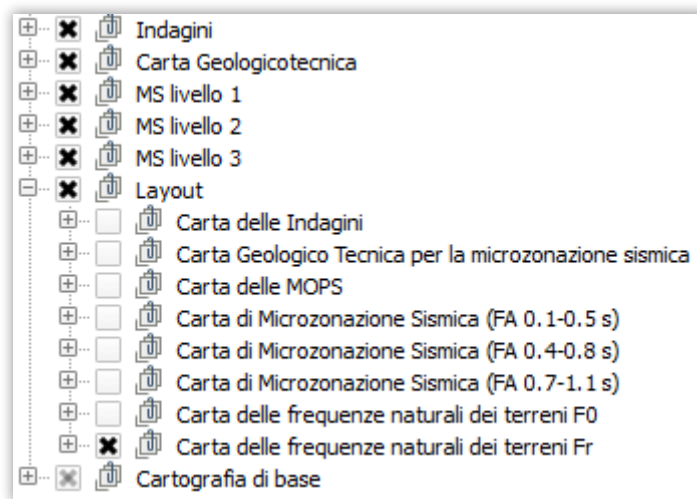 Indagini
Carta Geologicotecnica
MS livello 1
MS livello 2
MS livello 3
Layout
Carta delle Indagini
Carta Geologico Tecnica per la microzonazione sismica
Carta delle MOPS
Carta di Microzonazione Sismica (FA 0.1-0.5 s)
Carta di Microzonazione Sismica (FA 0.4-0.8 s)
Carta di Microzonazione Sismica (FA 0.7-1.1 s)
Carta delle frequenze naturali dei terreni F0
Carta delle frequenze naturali dei terreni Fr
Cartografia di base